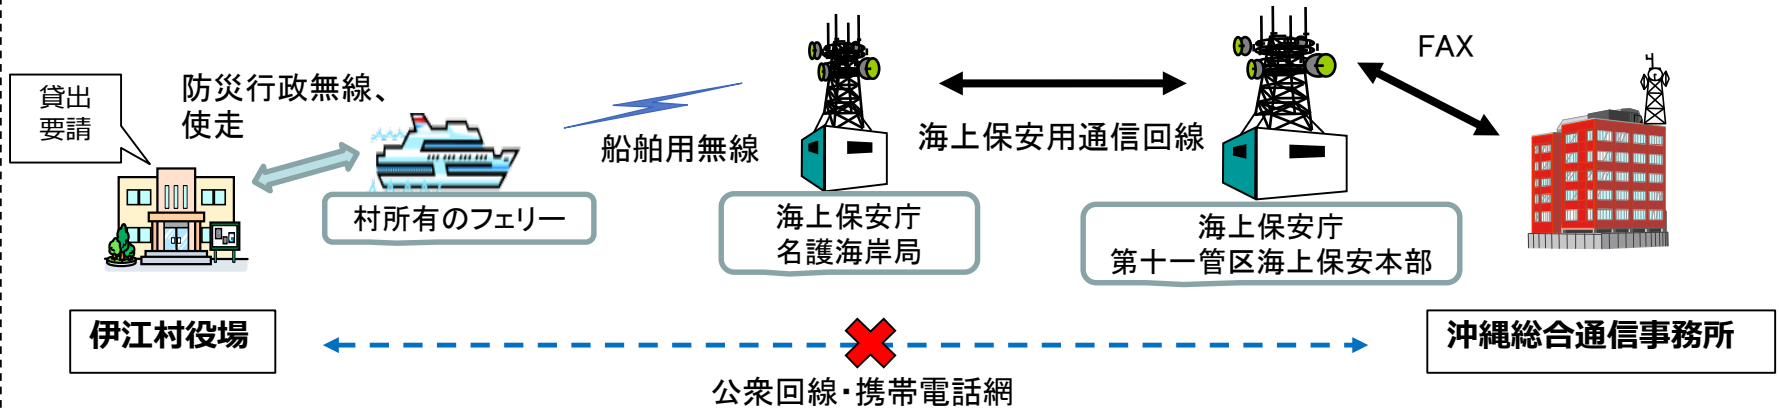 貸出
要請
防災行政無線、
使走
村所有のフェリー
船舶用無線
海上保安庁
名護海岸局
海上保安用通信回線
海上保安庁
第十一管区海上保安本部
FAX
伊江村役場
公衆回線・携帯電話網
沖縄総合通信事務所